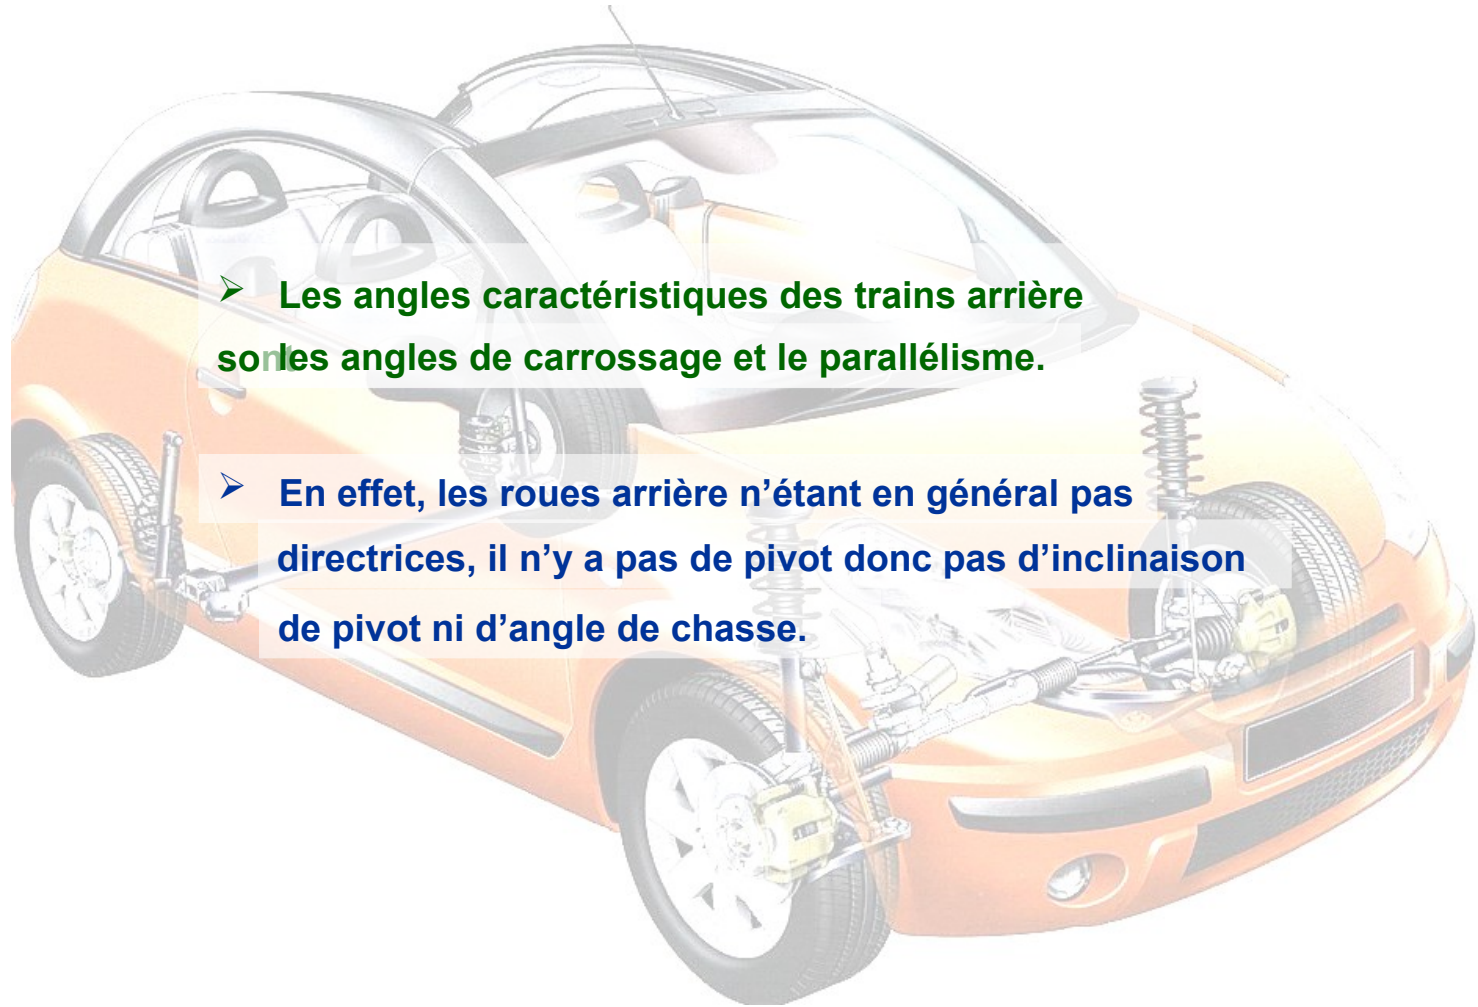 ➢ Les angles caractéristiques des trains arrière
sont les angles de carrossage et le parallélisme.
➢ En effet, les roues arrière n’étant en général pas
directrices, il n’y a pas de pivot donc pas d’inclinaison
de pivot ni d’angle de chasse.